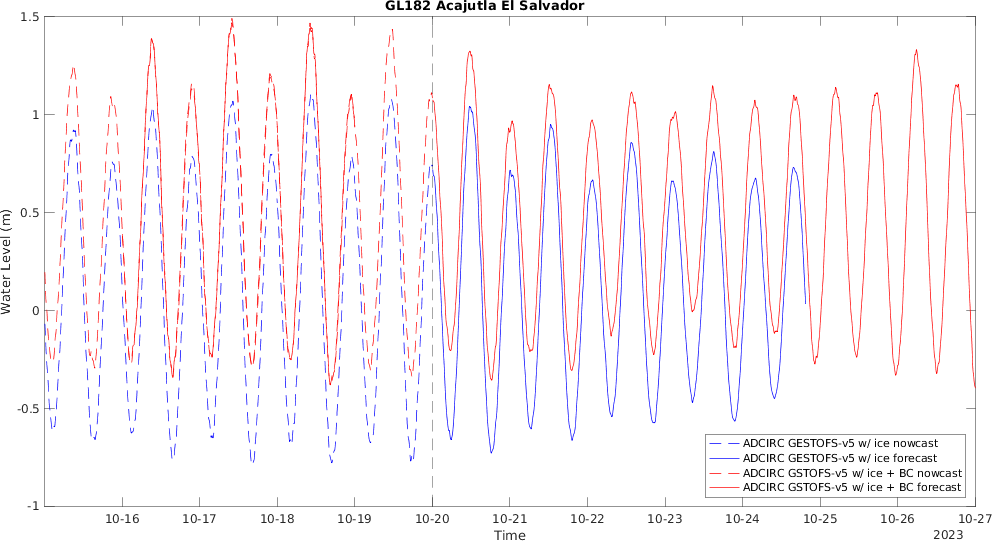 GL182 Acajutla El Salvador
1.5
1
0.5
0
-0.5
-1
Water Level (m)
ADCIRC GESTOFS-v5 w/ ice nowcast
ADCIRC GESTOFS-v5 w/ ice forecast
ADCIRC GSTOFS-v5 w/ ice + BC nowcast
ADCIRC GSTOFS-v5 w/ ice + BC forecast
10-16 10-17 10-18 10-19 10-20 10-21 10-22 10-23 10-24 10-25 10-26 10-27
Time
2023